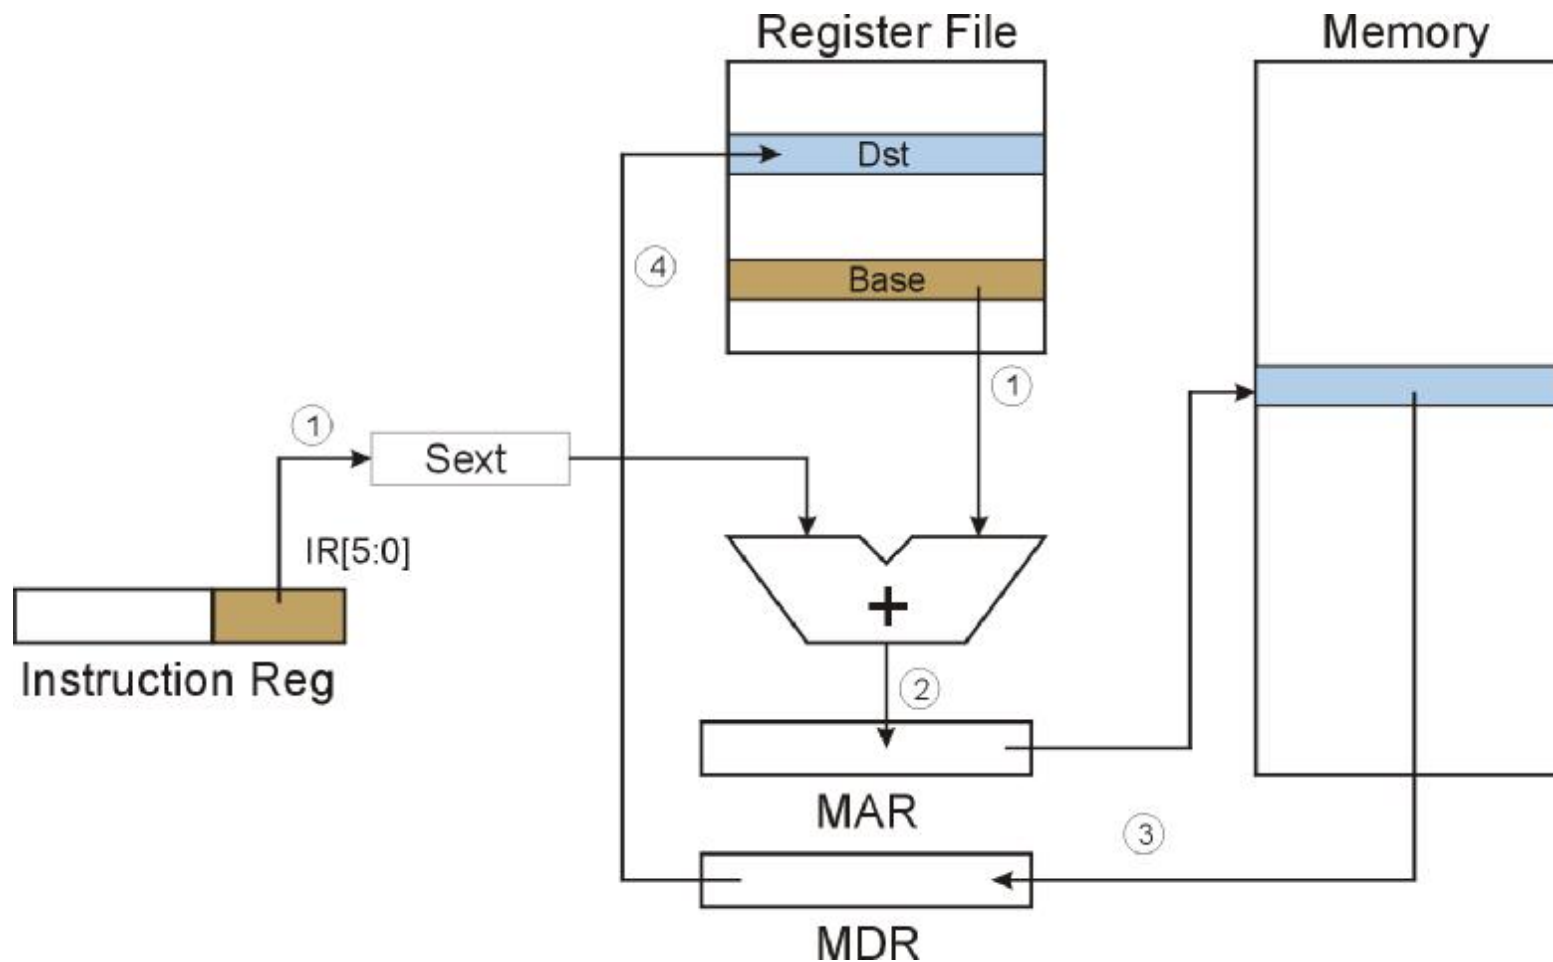 Register File
Memory
Dst
4
Base
1
1
Sext
IR[5:0]
+
Instruction Reg
2
MAR
3
MDR